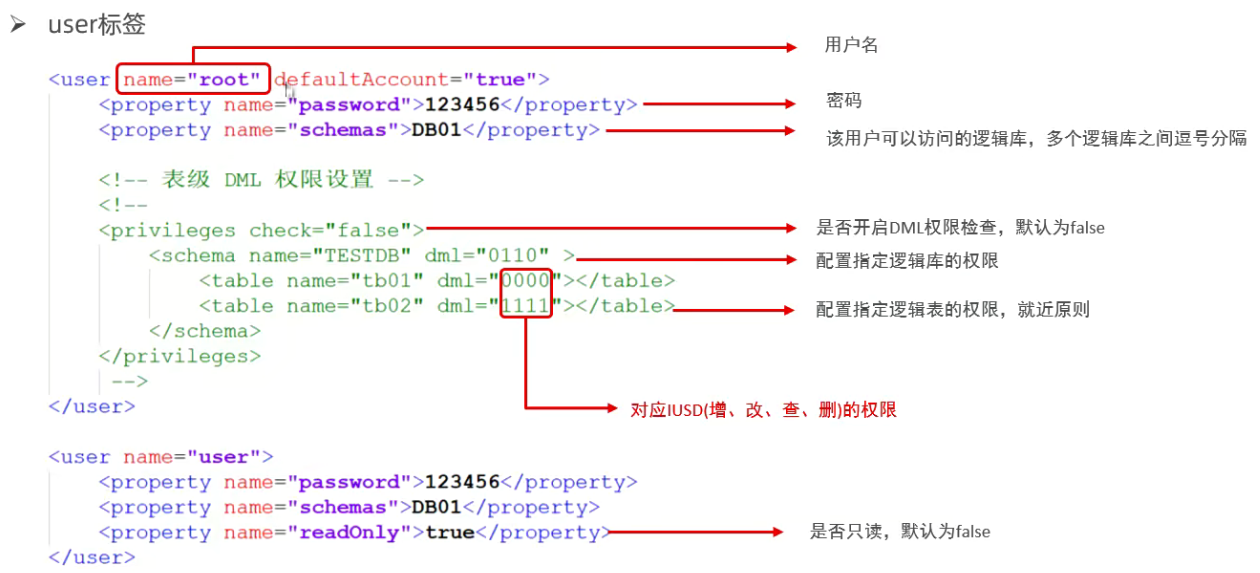 ➢ user标签
用户名
<user name="root" defaultAccount="true">
<property name="password">123456</property>
密码
<property name="schemas">DB01</property>
该用户可以访问的逻辑库，多个逻辑库之间逗号分隔
<!-- 表级 DML 权限设置 -->
<!--
<privileges check="false">
是否开启DML权限检查，默认为false
<schema name="TESTDB" dml="0110" >
配置指定逻辑库的权限
<table name="tb01" dml="0000"></table>
<table name="tb02" dml="1111"></table>
配置指定逻辑表的权限，就近原则
</schema>
</privileges>
-->
</user>
对应IUSD(增、改、查、删)的权限
<user name="user">
<property name="password">123456</property>
<property name="schemas">DB01</property>
<property name="readOnly">true</property>
是否只读，默认为false
</user>